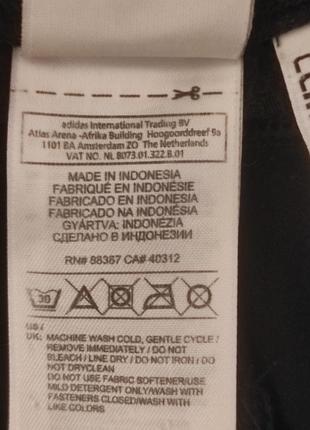 adidas International Trading BV
Atlas Arena -Afrika Building Hoogoorddreef 9a
1101 BA Amsterdam ZO The Netherlands
VAT NO. NL 8073.01.322.B.01
MADE IN INDONESIA
FABRIQUÉ EN INDONÉSIE
FABRICADO EN INDONESIA
FABRICADO NA INDONÉSIA
GYÁRTVA: INDONÉZIA
СДЕЛАНО В ИНДОНЕЗИИ
RN# 88387 CA# 40312
30
US /
UK: MACHINE WASH COLD, GENTLE CYCLE /
REMOVE IMMEDIATELY / DO NOT
BLEACH / LINE DRY / DO NOT IRON / DO
NOT DRYCLEAN
DO NOT USE FABRIC SOFTENER/USE
MILD DETERGENT ONLY/WASH WITH
FASTENERS CLOSED/WASH WITH
LIKE COLORS